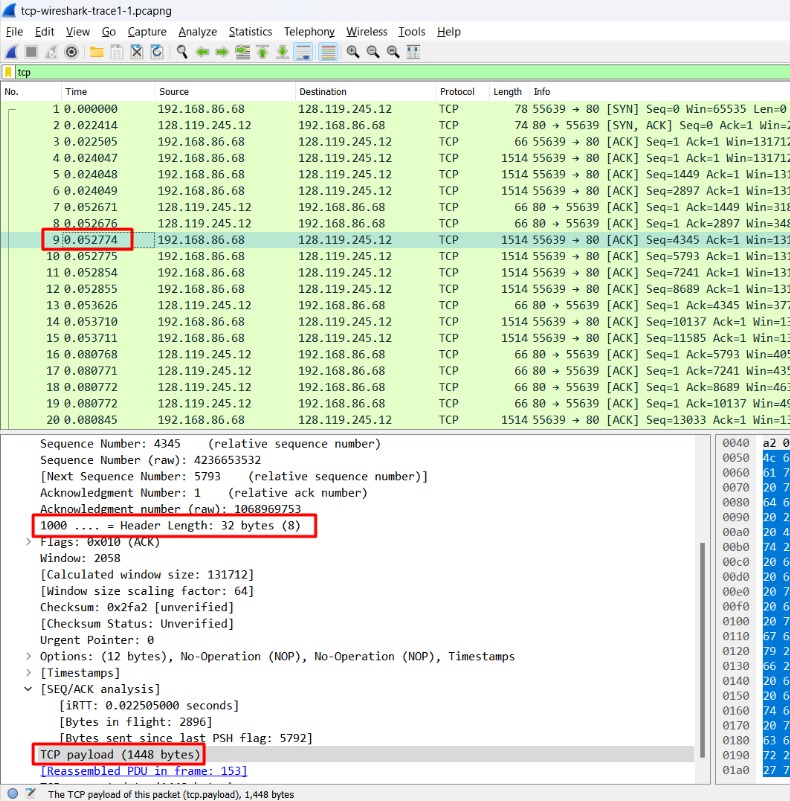 tcp-wireshark-trace1-1.pcapng
File Edit View Go Capture Analyze Statistics Telephony Wireless Tools Help
tcp
No. Time Source Destination Protocol Length Info
1 0.000000 192.168.86.68 128.119.245.12 TCP 78 55639 → 80 [SYN] Seq=0 Win=65535 Len=0
2 0.022414 128.119.245.12 192.168.86.68 TCP 74 80 → 55639 [SYN, ACK] Seq=0 Ack=1 Win=2
3 0.022505 192.168.86.68 128.119.245.12 TCP 66 55639 → 80 [ACK] Seq=1 Ack=1 Win=131712
4 0.024047 192.168.86.68 128.119.245.12 TCP 1514 55639 → 80 [ACK] Seq=1 Ack=1 Win=131712
5 0.024048 192.168.86.68 128.119.245.12 TCP 1514 55639 → 80 [ACK] Seq=1449 Ack=1 Win=131
6 0.024049 192.168.86.68 128.119.245.12 TCP 1514 55639 → 80 [ACK] Seq=2897 Ack=1 Win=131
7 0.052671 128.119.245.12 192.168.86.68 TCP 66 80 → 55639 [ACK] Seq=1 Ack=1449 Win=318
8 0.052676 128.119.245.12 192.168.86.68 TCP 66 80 → 55639 [ACK] Seq=1 Ack=2897 Win=348
9 0.052774 192.168.86.68 128.119.245.12 TCP 1514 55639 → 80 [ACK] Seq=4345 Ack=1 Win=131
10 0.052775 192.168.86.68 128.119.245.12 TCP 1514 55639 → 80 [ACK] Seq=5793 Ack=1 Win=131
11 0.052854 192.168.86.68 128.119.245.12 TCP 1514 55639 → 80 [ACK] Seq=7241 Ack=1 Win=131
12 0.052855 192.168.86.68 128.119.245.12 TCP 1514 55639 → 80 [ACK] Seq=8689 Ack=1 Win=131
13 0.053626 128.119.245.12 192.168.86.68 TCP 66 80 → 55639 [ACK] Seq=1 Ack=4345 Win=377
14 0.053710 192.168.86.68 128.119.245.12 TCP 1514 55639 → 80 [ACK] Seq=10137 Ack=1 Win=13
15 0.053711 192.168.86.68 128.119.245.12 TCP 1514 55639 → 80 [ACK] Seq=11585 Ack=1 Win=13
16 0.080768 128.119.245.12 192.168.86.68 TCP 66 80 → 55639 [ACK] Seq=1 Ack=5793 Win=405
17 0.080771 128.119.245.12 192.168.86.68 TCP 66 80 → 55639 [ACK] Seq=1 Ack=7241 Win=435
18 0.080772 128.119.245.12 192.168.86.68 TCP 66 80 → 55639 [ACK] Seq=1 Ack=8689 Win=463
19 0.080772 128.119.245.12 192.168.86.68 TCP 66 80 → 55639 [ACK] Seq=1 Ack=10137 Win=49
20 0.080845 192.168.86.68 128.119.245.12 TCP 1514 55639 → 80 [ACK] Seq=13033 Ack=1 Win=13
Sequence Number: 4345 (relative sequence number)
Sequence Number (raw): 4236653532
[Next Sequence Number: 5793 (relative sequence number)]
Acknowledgment Number: 1 (relative ack number)
Acknowledgment number (raw): 1068969753
1000 .... = Header Length: 32 bytes (8)
Flags: 0x010 (ACK)
Window: 2058
[Calculated window size: 131712]
[Window size scaling factor: 64]
Checksum: 0x2fa2 [unverified]
[Checksum Status: Unverified]
Urgent Pointer: 0
Options: (12 bytes), No-Operation (NOP), No-Operation (NOP), Timestamps
[Timestamps]
[SEQ/ACK analysis]
[iRTT: 0.022505000 seconds]
[Bytes in flight: 2896]
[Bytes sent since last PSH flag: 5792]
TCP payload (1448 bytes)
[Reassembled PDU in frame: 153]
0040 a2 0
0050 4c 6
0060 61 7
0070 20 7
0080 64 6
0090 20 2
00a0 20 4
00b0 74 2
00c0 20 6
00d0 20 6
00e0 20 7
00f0 20 6
0100 20 7
0110 67 6
0120 79 2
0130 66 2
0140 20 6
0150 20 6
0160 74 6
0170 20 7
0180 63 6
0190 72 2
01a0 27 7
The TCP payload of this packet (tcp.payload), 1,448 bytes